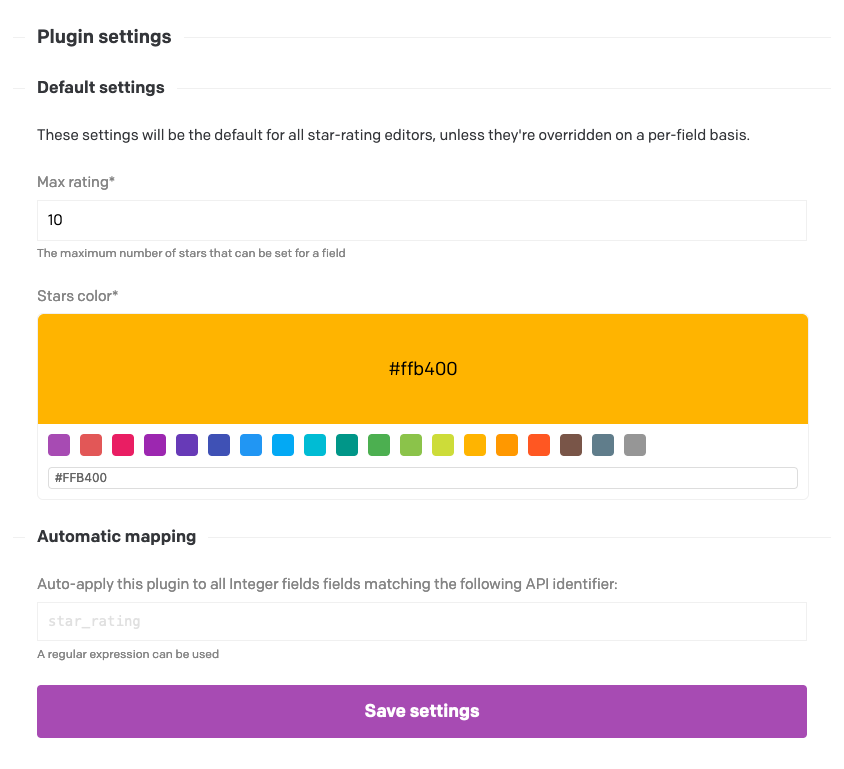 Plugin settings
Default settings
These settings will be the default for all star-rating editors, unless they're overridden on a per-field basis.
Max rating*
10
The maximum number of stars that can be set for a field
Stars color*
#ffb400
#FFB400
Automatic mapping
Auto-apply this plugin to all Integer fields fields matching the following API identifier:
star_rating
A regular expression can be used
Save settings